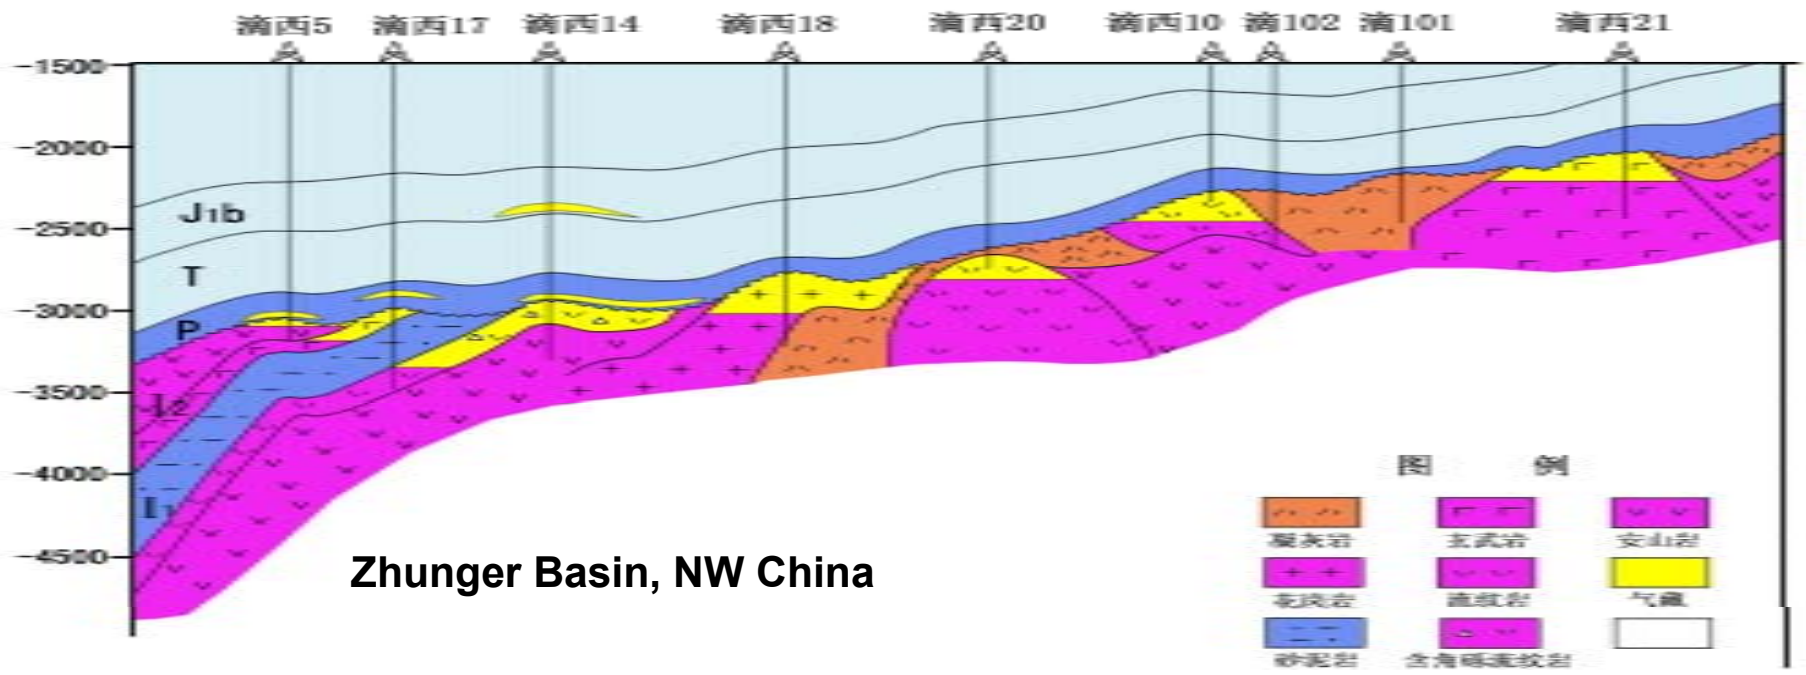 滴西5 滴西17 滴西14 滴西18 滴西20 滴西10 滴102 滴101 滴西21
-1500
-2000
-2500
-3000
-3500
-4000
-4500
J1b
T
P
Zhunger Basin, NW China
图 例
凝灰岩 玄武岩 安山岩
花岗岩 流纹岩 气藏
砂泥岩 含角砾流纹岩